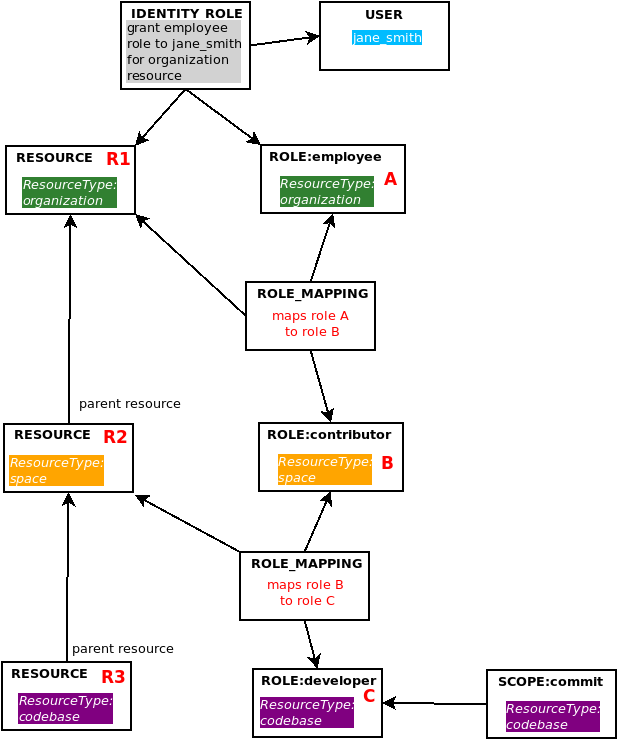 IDENTITY_ROLE
grant employee
role to jane_smith
for organization
resource
USER
jane_smith
RESOURCE R1
ResourceType:
organization
ROLE:employee
A
ResourceType:
organization
ROLE_MAPPING
maps role A
to role B
parent resource
RESOURCE R2
ResourceType:
space
ROLE:contributor
B
ResourceType:
space
ROLE_MAPPING
maps role B
to role C
parent resource
RESOURCE R3
ResourceType:
codebase
ROLE:developer
C
ResourceType:
codebase
SCOPE:commit
ResourceType:
codebase